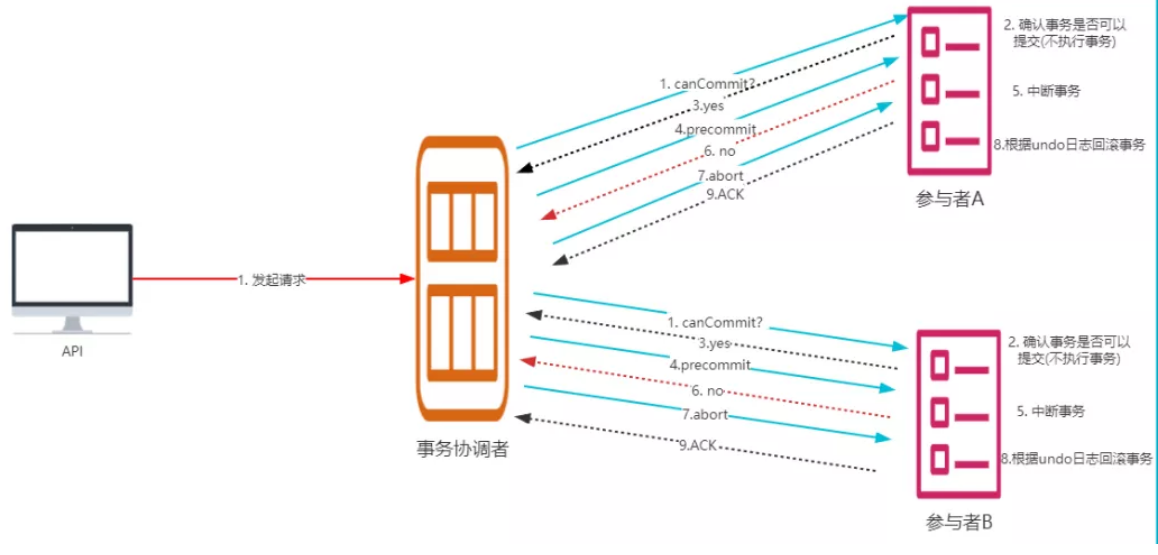 1. canCommit?
3.yes
4.precommit
6. no
7.abort
9.ACK
2. 确认事务是否可以
提交(不执行事务)
5. 中断事务
8.根据undo日志回滚事务
参与者A
1. 发起请求
API
事务协调者
1. canCommit?
3.yes
4.precommit
6. no
7.abort
9.ACK
2. 确认事务是否可以
提交(不执行事务)
5. 中断事务
8.根据undo日志回滚事务
参与者B